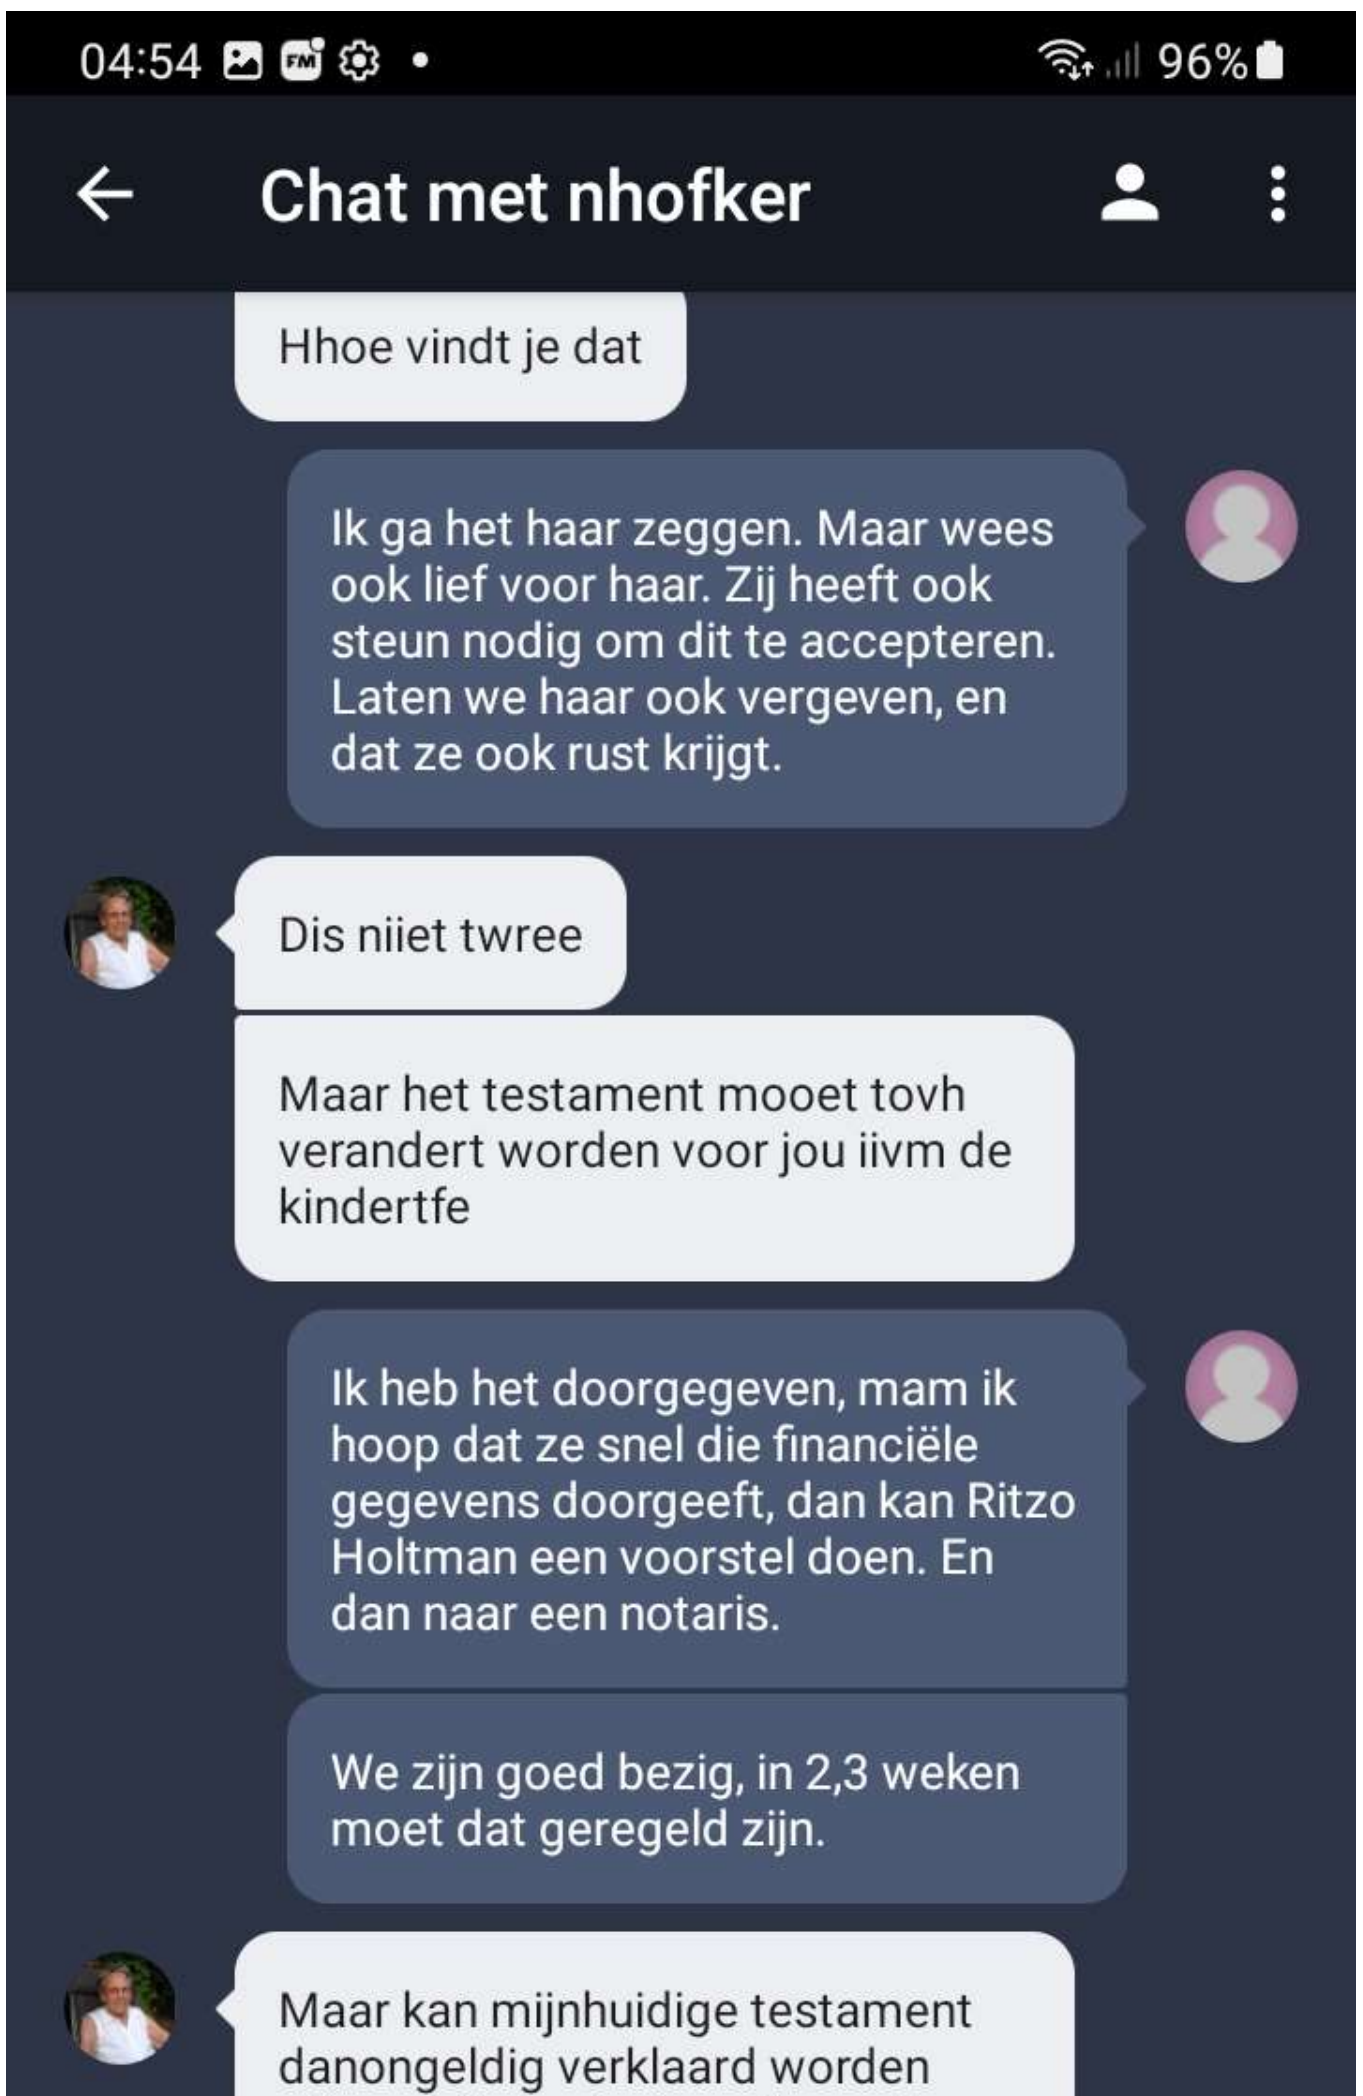 04:54 FM 96%
Chat met nhofker
Hhoe vindt je dat
Ik ga het haar zeggen. Maar wees
ook lief voor haar. Zij heeft ook
steun nodig om dit te accepteren.
Laten we haar ook vergeven, en
dat ze ook rust krijgt.
Dis niiet twree
Maar het testament mooet tovh
verandert worden voor jou iivm de
kindertfe
Ik heb het doorgegeven, mam ik
hoop dat ze snel die financiële
gegevens doorgeeft, dan kan Ritzo
Holtman een voorstel doen. En
dan naar een notaris.
We zijn goed bezig, in 2,3 weken
moet dat geregeld zijn.
Maar kan mijnhuidige testament
danongeldig verklaard worden